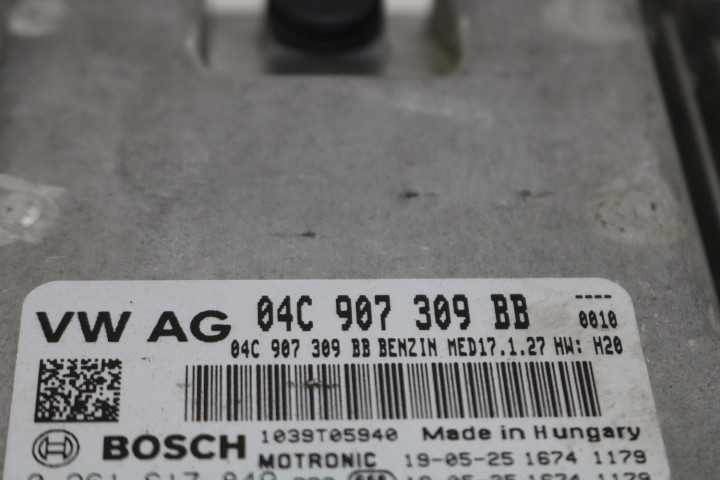 VW AG 04C 907 309 BB ----
0010
04C 907 309 BB BENZIN MED17.1.27 HW: H20
BOSCH 1039T05940 Made in Hungary
MOTRONIC 19-05-25 1674 1179